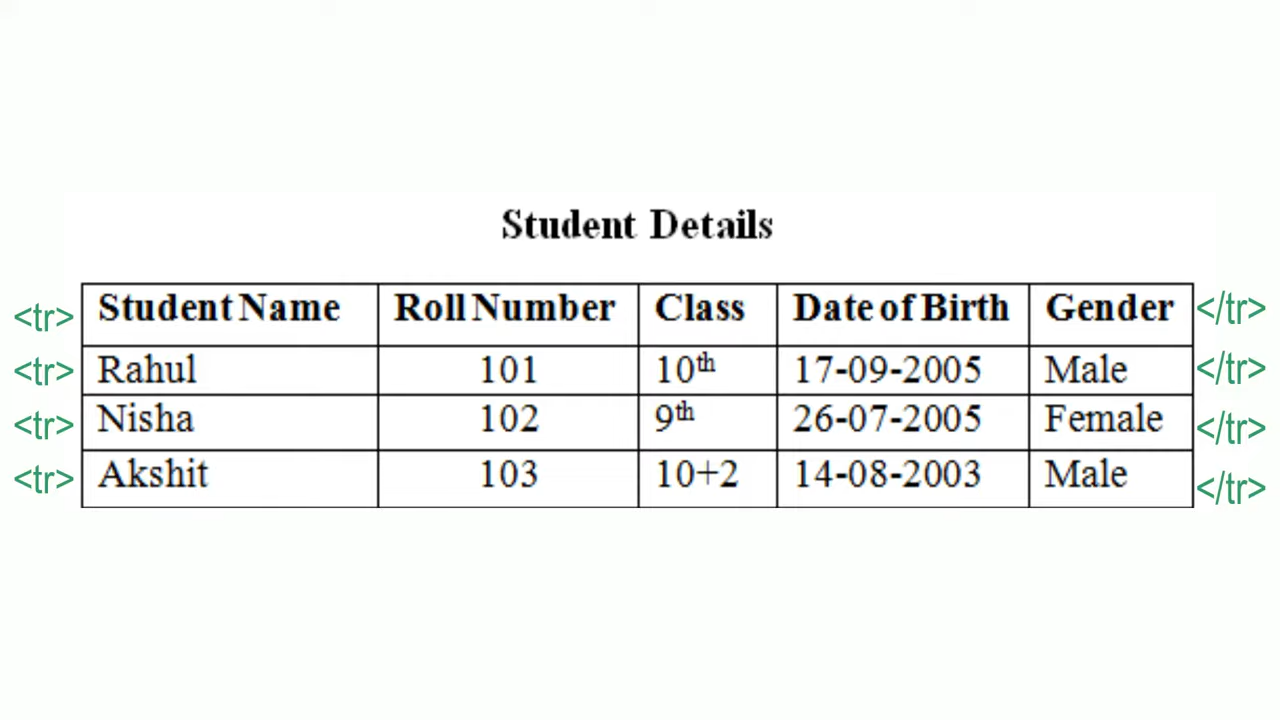 Student Details
<tr> Student Name Roll Number Class Date of Birth Gender </tr>
<tr> Rahul 101 10th 17-09-2005 Male </tr>
<tr> Nisha 102 9th 26-07-2005 Female </tr>
<tr> Akshit 103 10+2 14-08-2003 Male </tr>